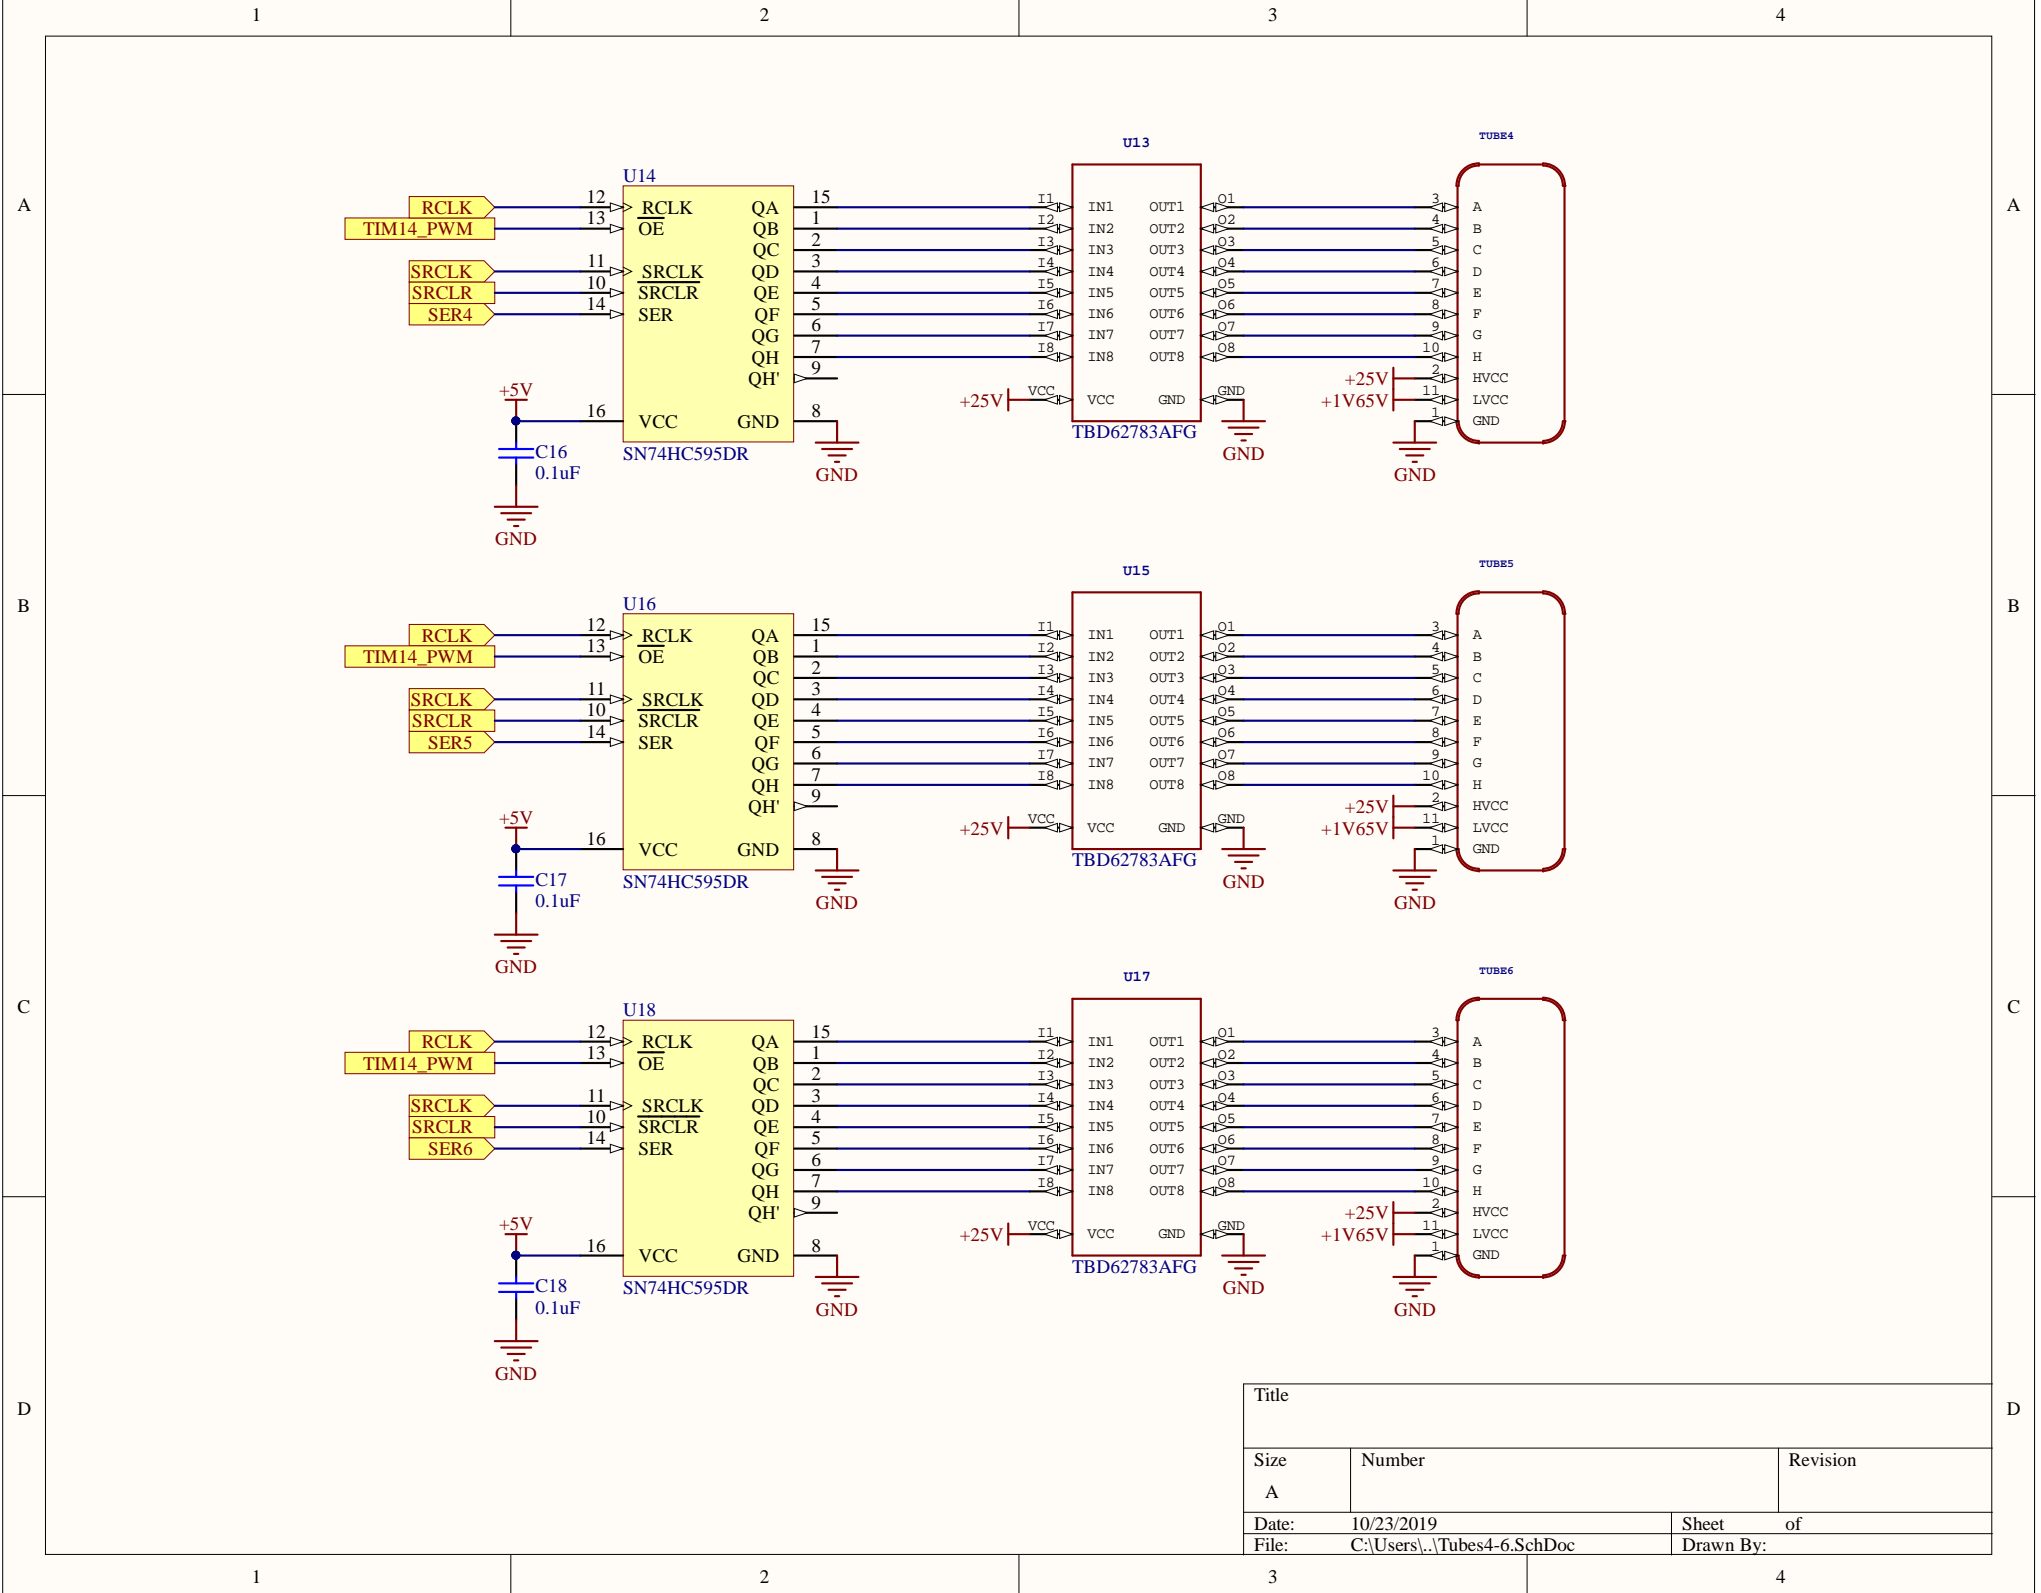 1 2 3 4
A A
B B
C C
D D
U14
RCLK 12 RCLK QA 15
TIM14_PWM 13 OE QB 1
QC 2
SRCLK 11 SRCLK QD 3
SRCLR 10 SRCLR QE 4
SER4 14 SER QF 5
QG 6
QH 7
QH' 9
+5V 16 VCC GND 8
SN74HC595DR
C16
0.1uF
GND
GND
U13
I1 IN1 OUT1 O1
I2 IN2 OUT2 O2
I3 IN3 OUT3 O3
I4 IN4 OUT4 O4
I5 IN5 OUT5 O5
I6 IN6 OUT6 O6
I7 IN7 OUT7 O7
I8 IN8 OUT8 O8
+25V VCC VCC GND GND
TBD62783AFG
GND
TUBE4
3 A
4 B
5 C
6 D
7 E
8 F
9 G
10 H
+25V 2 HVCC
+1V65V 11 LVCC
1 GND
GND
U16
RCLK 12 RCLK QA 15
TIM14_PWM 13 OE QB 1
QC 2
SRCLK 11 SRCLK QD 3
SRCLR 10 SRCLR QE 4
SER5 14 SER QF 5
QG 6
QH 7
QH' 9
+5V 16 VCC GND 8
SN74HC595DR
C17
0.1uF
GND
GND
U15
I1 IN1 OUT1 O1
I2 IN2 OUT2 O2
I3 IN3 OUT3 O3
I4 IN4 OUT4 O4
I5 IN5 OUT5 O5
I6 IN6 OUT6 O6
I7 IN7 OUT7 O7
I8 IN8 OUT8 O8
+25V VCC VCC GND GND
TBD62783AFG
GND
TUBE5
3 A
4 B
5 C
6 D
7 E
8 F
9 G
10 H
+25V 2 HVCC
+1V65V 11 LVCC
1 GND
GND
U18
RCLK 12 RCLK QA 15
TIM14_PWM 13 OE QB 1
QC 2
SRCLK 11 SRCLK QD 3
SRCLR 10 SRCLR QE 4
SER6 14 SER QF 5
QG 6
QH 7
QH' 9
+5V 16 VCC GND 8
SN74HC595DR
C18
0.1uF
GND
GND
U17
I1 IN1 OUT1 O1
I2 IN2 OUT2 O2
I3 IN3 OUT3 O3
I4 IN4 OUT4 O4
I5 IN5 OUT5 O5
I6 IN6 OUT6 O6
I7 IN7 OUT7 O7
I8 IN8 OUT8 O8
+25V VCC VCC GND GND
TBD62783AFG
GND
TUBE6
3 A
4 B
5 C
6 D
7 E
8 F
9 G
10 H
+25V 2 HVCC
+1V65V 11 LVCC
1 GND
GND
Title
Size Number Revision
A
Date: 10/23/2019 Sheet of
File: C:\Users\..\Tubes4-6.SchDoc Drawn By:
1 2 3 4